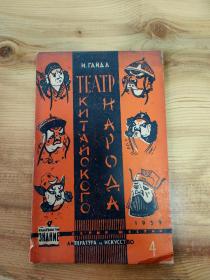 И. ГАЙДА
ТЕАТР
КИТАЙСКОГО
НАРОДА
1959
ЗНАНИЕ
ЛИТЕРАТУРА и ИСКУССТВО
4